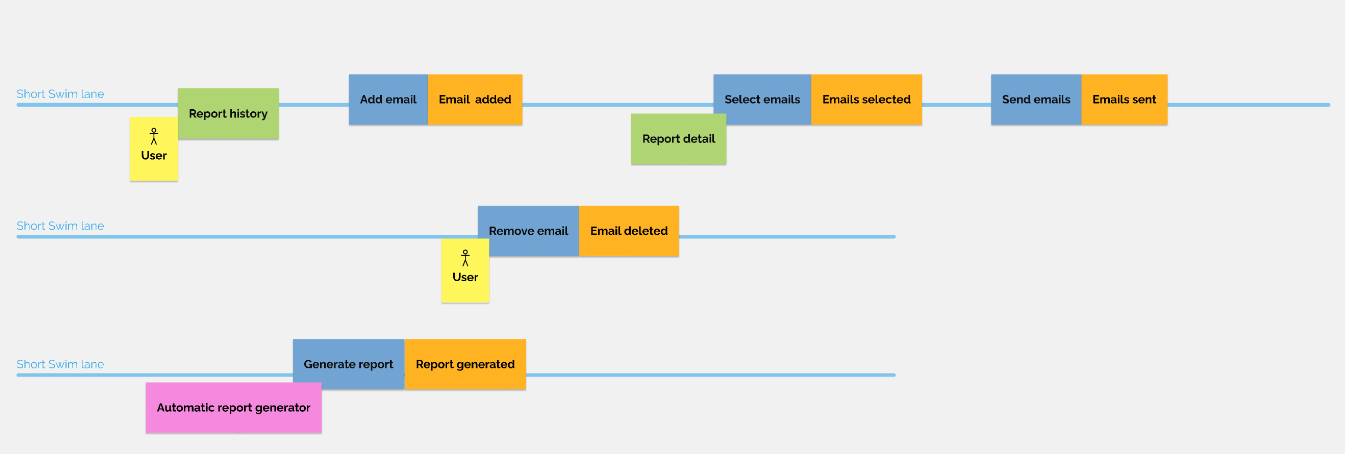 Short Swim lane
Report history
User
Add email
Email added
Report detail
Select emails
Emails selected
Send emails
Emails sent
Short Swim lane
User
Remove email
Email deleted
Short Swim lane
Automatic report generator
Generate report
Report generated